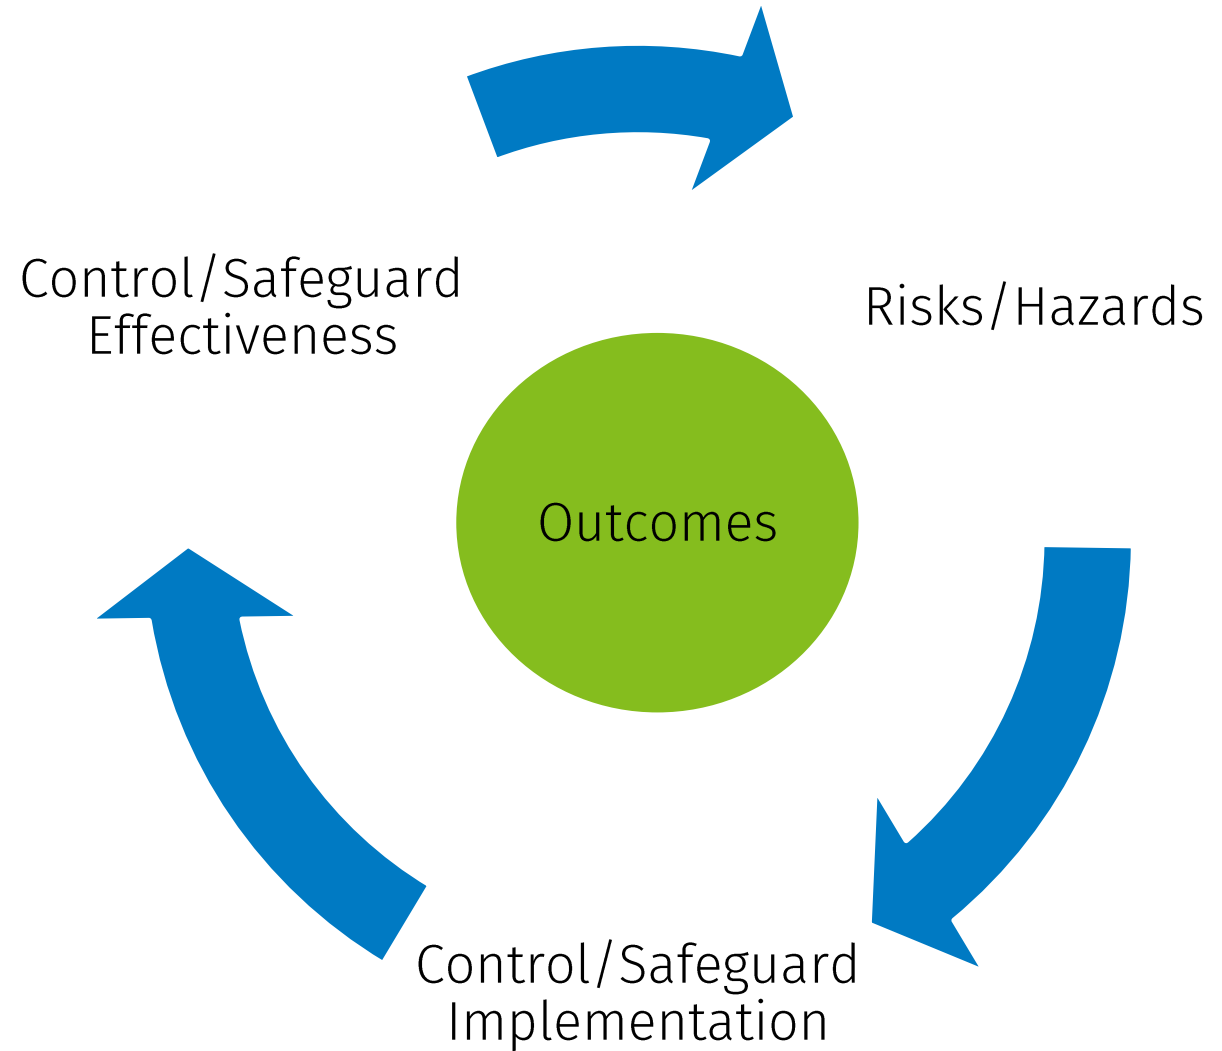 Control/Safeguard
Effectiveness
Risks/Hazards
Outcomes
Control/Safeguard
Implementation